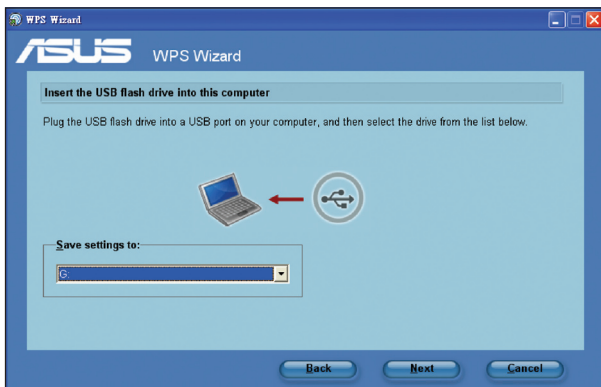 WPS Wizard
ASUS WPS Wizard
Insert the USB flash drive into this computer
Plug the USB flash drive into a USB port on your computer, and then select the drive from the list below.
Save settings to:
G:
Back Next Cancel